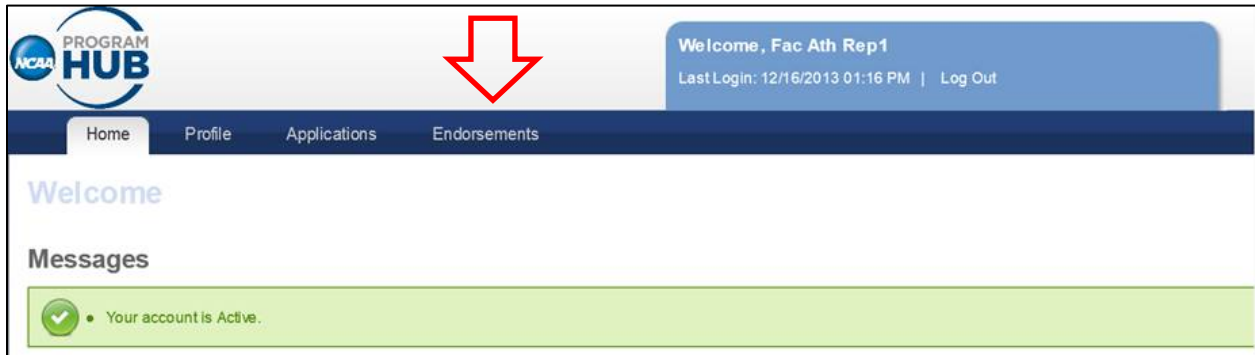 NCAA PROGRAM HUB
Welcome, Fac Ath Rep1
Last Login: 12/16/2013 01:16 PM | Log Out
Home Profile Applications Endorsements
Welcome
Messages
• Your account is Active.